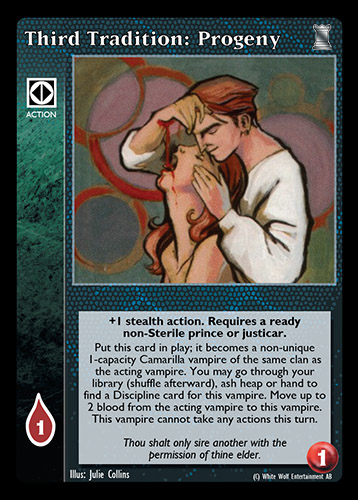 Third Tradition: Progeny
ACTION
+1 stealth action. Requires a ready
non-Sterile prince or justicar.
Put this card in play; it becomes a non-unique
1-capacity Camarilla vampire of the same clan as
the acting vampire. You may go through your
library (shuffle afterward), ash heap or hand to
find a Discipline card for this vampire. Move up to
2 blood from the acting vampire to this vampire.
This vampire cannot take any actions this turn.
Thou shalt only sire another with the
permission of thine elder.
1
1
Illus: Julie Collins
(C) White Wolf Entertainment AB